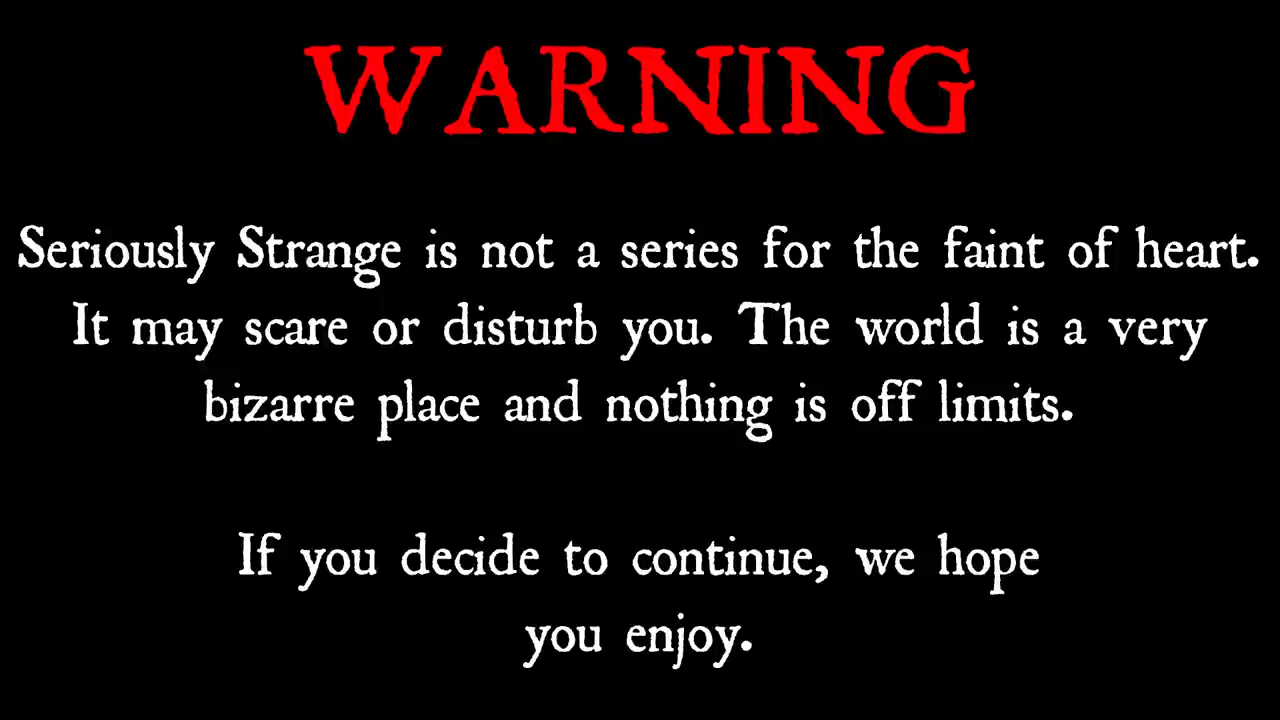 WARNING
Seriously Strange is not a series for the faint of heart.
It may scare or disturb you. The world is a very
bizarre place and nothing is off limits.
If you decide to continue, we hope
you enjoy.